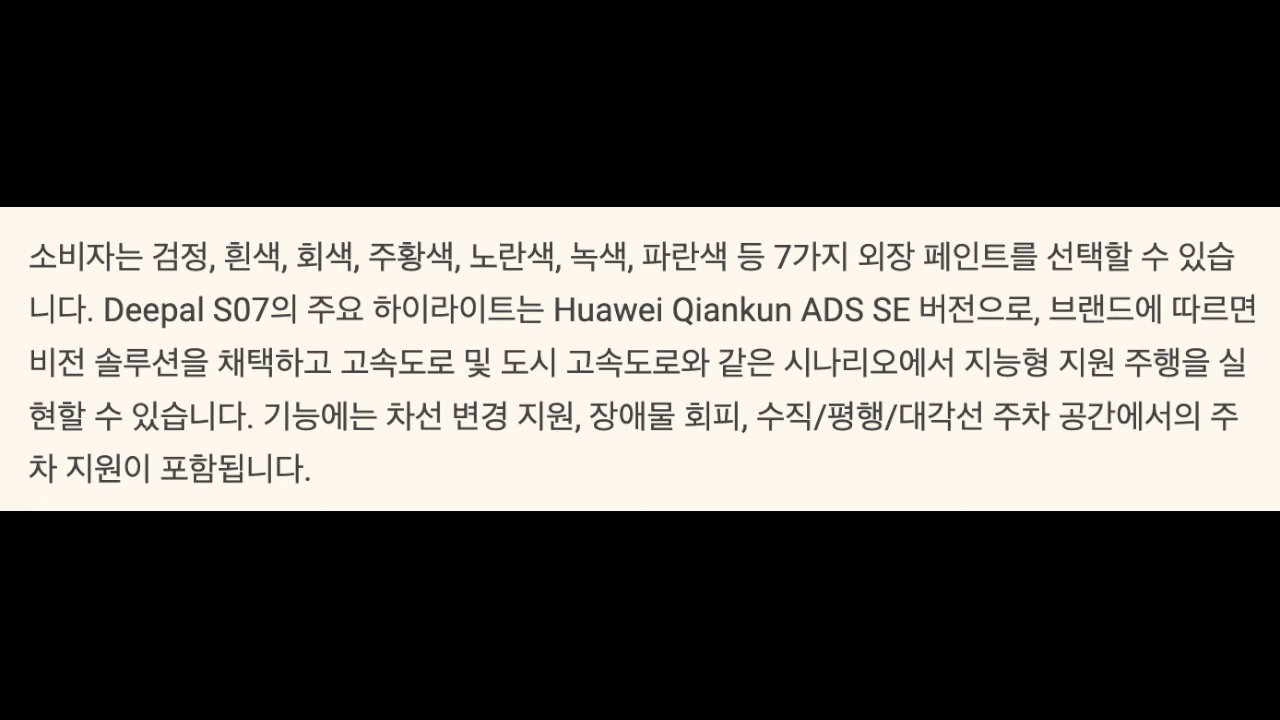 소비자는 검정, 흰색, 회색, 주황색, 노란색, 녹색, 파란색 등 7가지 외장 페인트를 선택할 수 있습
니다. Deepal S07의 주요 하이라이트는 Huawei Qiankun ADS SE 버전으로, 브랜드에 따르면
비전 솔루션을 채택하고 고속도로 및 도시 고속도로와 같은 시나리오에서 지능형 지원 주행을 실
현할 수 있습니다. 기능에는 차선 변경 지원, 장애물 회피, 수직/평행/대각선 주차 공간에서의 주
차 지원이 포함됩니다.